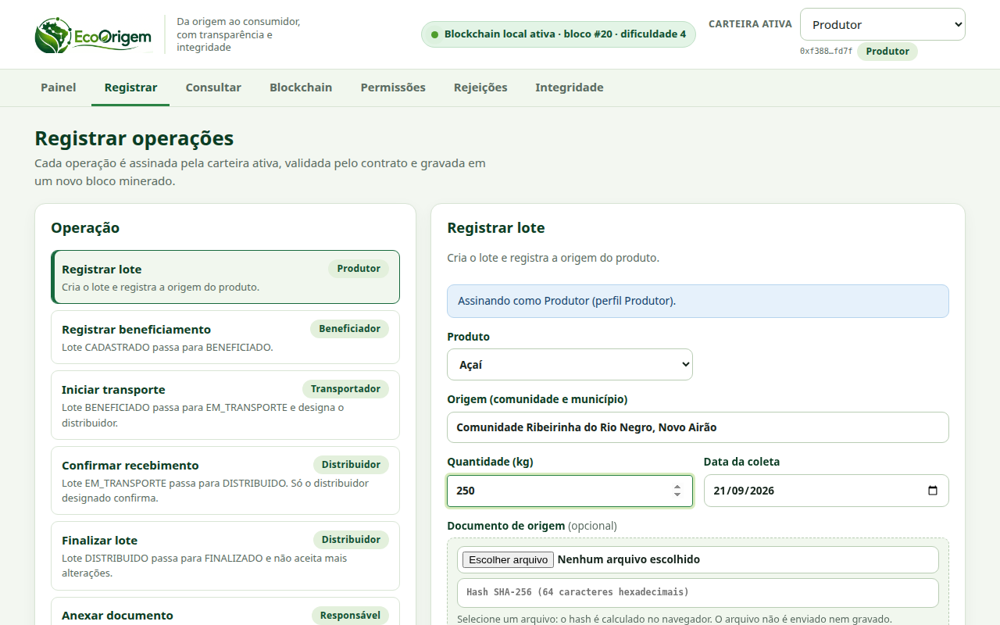 EcoOrigem
Da origem ao consumidor,
com transparência e
integridade
Blockchain local ativa · bloco #20 · dificuldade 4
CARTEIRA ATIVA
Produtor
0xf388…fd7f
Produtor
Painel
Registrar
Consultar
Blockchain
Permissões
Rejeições
Integridade
Registrar operações
Cada operação é assinada pela carteira ativa, validada pelo contrato e gravada em
um novo bloco minerado.
Operação
Registrar lote
Produtor
Cria o lote e registra a origem do produto.
Registrar beneficiamento
Beneficiador
Lote CADASTRADO passa para BENEFICIADO.
Iniciar transporte
Transportador
Lote BENEFICIADO passa para EM_TRANSPORTE e designa o
distribuidor.
Confirmar recebimento
Distribuidor
Lote EM_TRANSPORTE passa para DISTRIBUIDO. Só o distribuidor
designado confirma.
Finalizar lote
Distribuidor
Lote DISTRIBUIDO passa para FINALIZADO e não aceita mais
alterações.
Anexar documento
Responsável
Registrar lote
Cria o lote e registra a origem do produto.
Assinando como Produtor (perfil Produtor).
Produto
Açaí
Origem (comunidade e município)
Comunidade Ribeirinha do Rio Negro, Novo Airão
Quantidade (kg)
250
Data da coleta
21/09/2026
Documento de origem (opcional)
Escolher arquivo Nenhum arquivo escolhido
Hash SHA-256 (64 caracteres hexadecimais)
Selecione um arquivo: o hash é calculado no navegador. O arquivo não é enviado nem gravado.